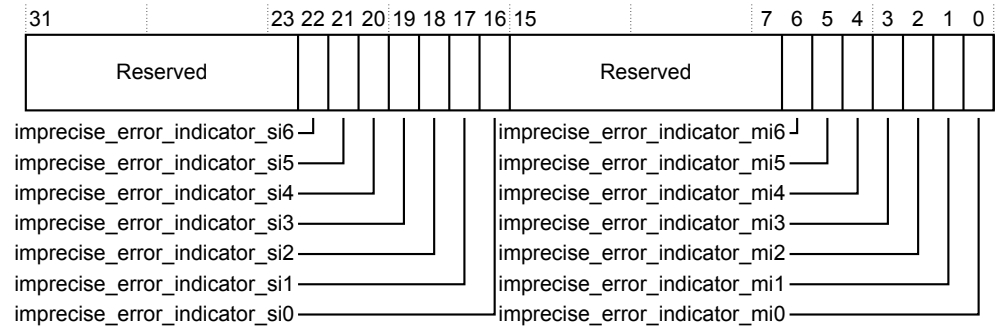 31 23 22 21 20 19 18 17 16 15 7 6 5 4 3 2 1 0
Reserved Reserved
imprecise_error_indicator_si6 imprecise_error_indicator_mi6
imprecise_error_indicator_si5 imprecise_error_indicator_mi5
imprecise_error_indicator_si4 imprecise_error_indicator_mi4
imprecise_error_indicator_si3 imprecise_error_indicator_mi3
imprecise_error_indicator_si2 imprecise_error_indicator_mi2
imprecise_error_indicator_si1 imprecise_error_indicator_mi1
imprecise_error_indicator_si0 imprecise_error_indicator_mi0